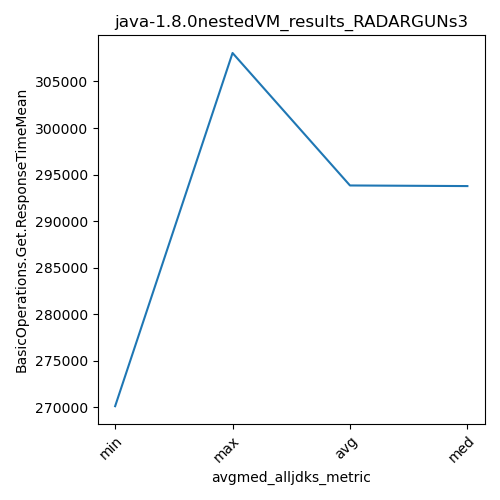 java-1.8.0nestedVM_results_RADARGUNs3
BasicOperations.Get.ResponseTimeMean
305000
300000
295000
290000
285000
280000
275000
270000
min
max
avg
med
avgmed_alljdks_metric